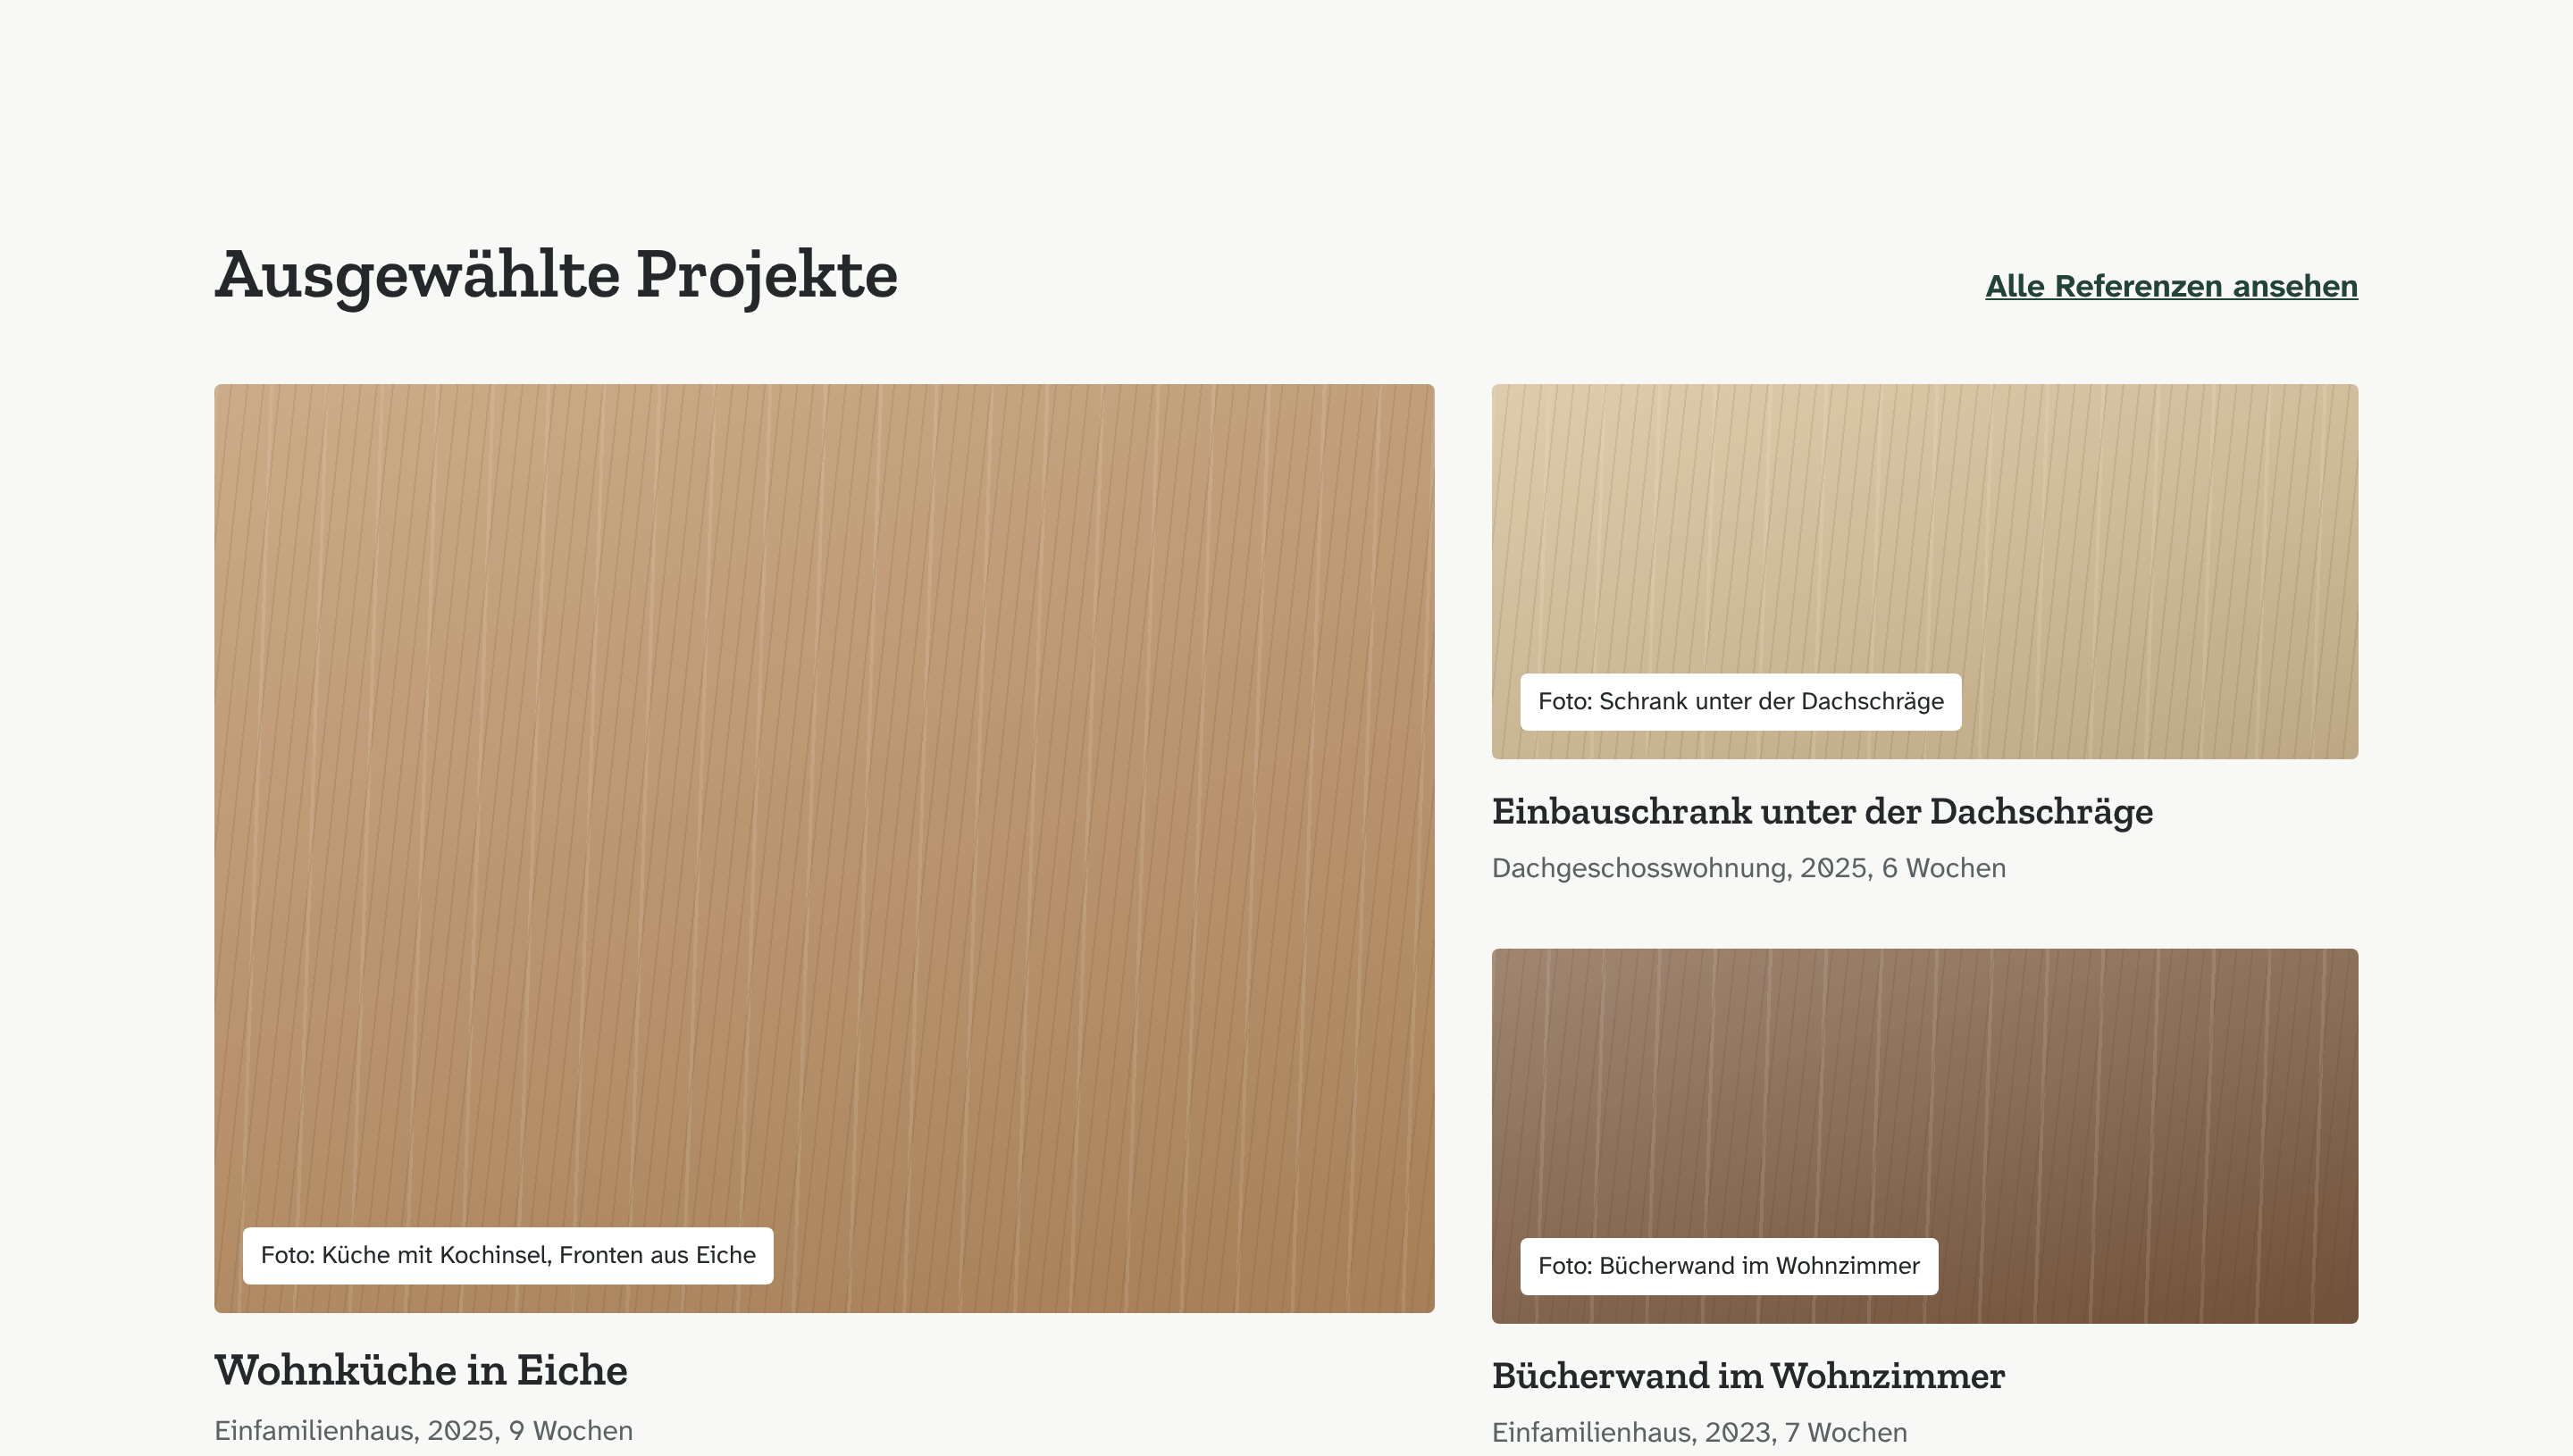 Ausgewählte Projekte
Alle Referenzen ansehen
Foto: Küche mit Kochinsel, Fronten aus Eiche
Wohnküche in Eiche
Einfamilienhaus, 2025, 9 Wochen
Foto: Schrank unter der Dachschräge
Einbauschrank unter der Dachschräge
Dachgeschosswohnung, 2025, 6 Wochen
Foto: Bücherwand im Wohnzimmer
Bücherwand im Wohnzimmer
Einfamilienhaus, 2023, 7 Wochen